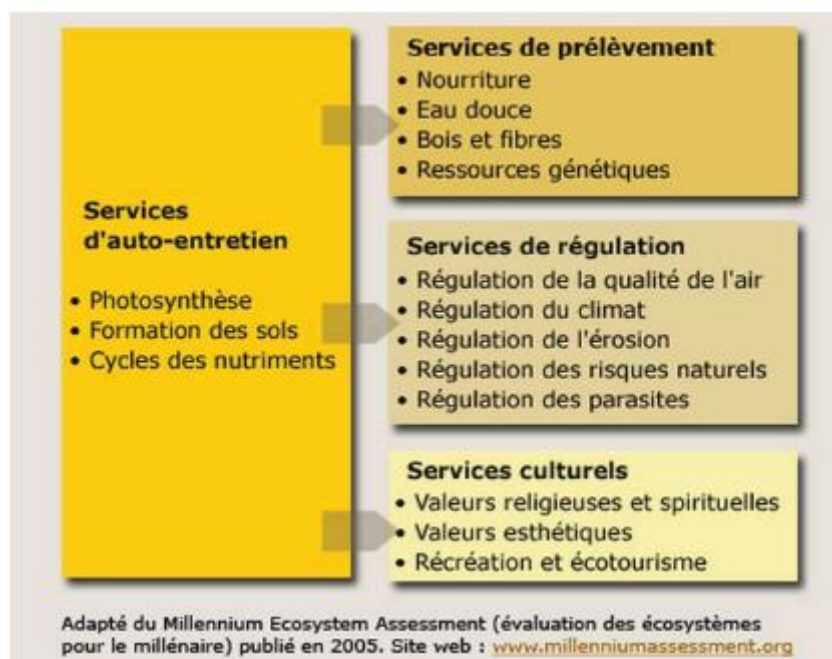 Services
d'auto-entretien
• Photosynthèse
• Formation des sols
• Cycles des nutriments
Services de prélèvement
• Nourriture
• Eau douce
• Bois et fibres
• Ressources génétiques
Services de régulation
• Régulation de la qualité de l'air
• Régulation du climat
• Régulation de l'érosion
• Régulation des risques naturels
• Régulation des parasites
Services culturels
• Valeurs religieuses et spirituelles
• Valeurs esthétiques
• Récréation et écotourisme
Adapté du Millennium Ecosystem Assessment (évaluation des écosystèmes
pour le millénaire) publié en 2005. Site web : www.millenniumassessment.org